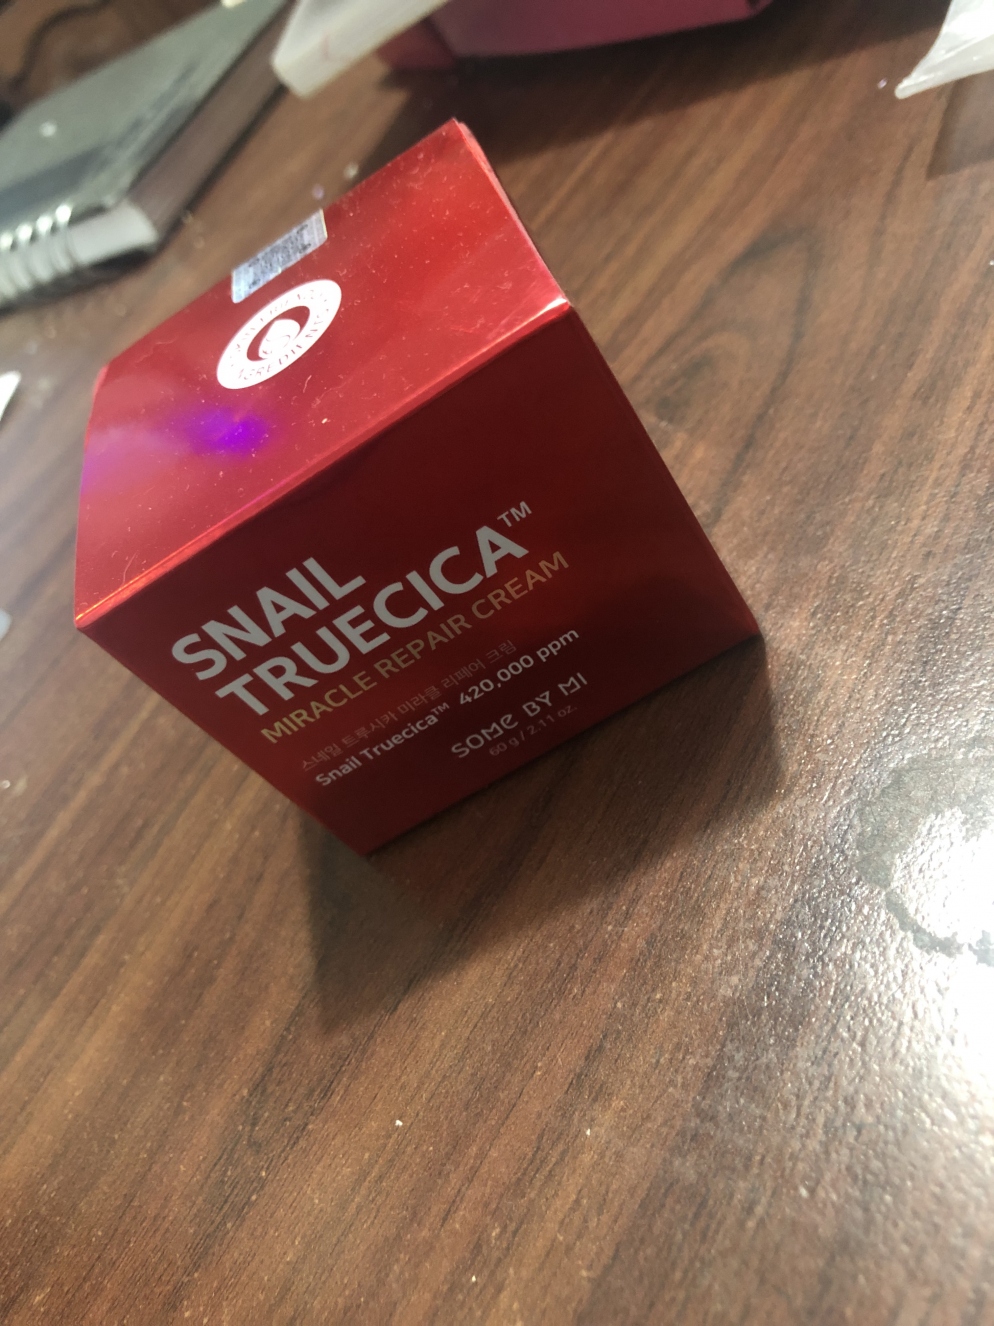 SNAIL
TRUECICA™
MIRACLE REPAIR CREAM
스네일 트루시카 미라클 리페어 크림
Snail Truecica™ 420,000 ppm
SOME BY MI
60 g / 2.11 oz.